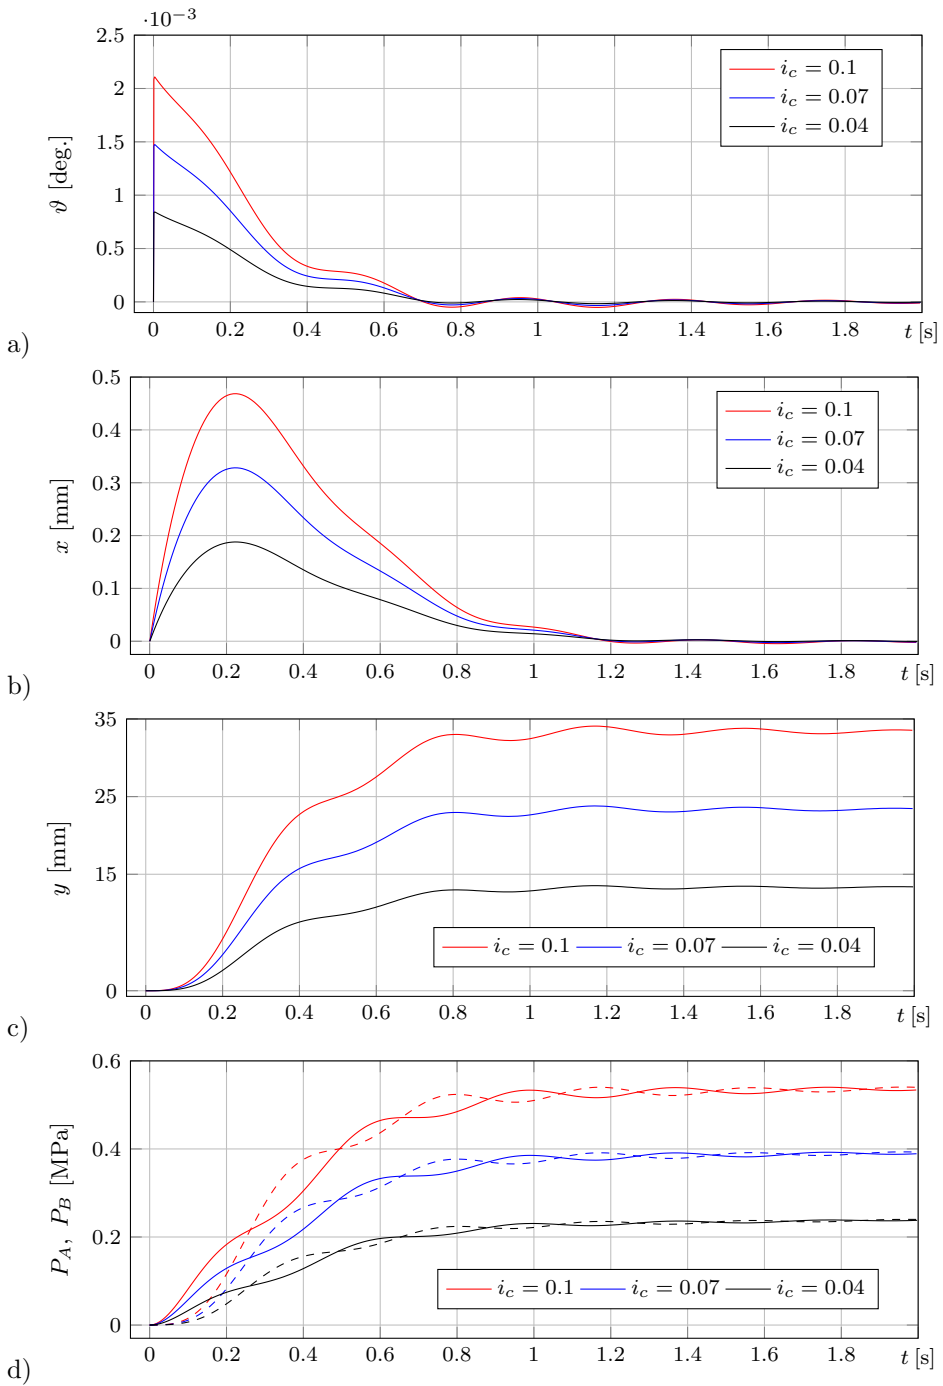 ·10⁻³
2.5
2
1.5
1
0.5
0
ϑ [deg.]
i_c = 0.1
i_c = 0.07
i_c = 0.04
0 0.2 0.4 0.6 0.8 1 1.2 1.4 1.6 1.8 t [s]
a)
0.5
0.4
0.3
0.2
0.1
0
x [mm]
i_c = 0.1
i_c = 0.07
i_c = 0.04
0 0.2 0.4 0.6 0.8 1 1.2 1.4 1.6 1.8 t [s]
b)
35
25
15
0
y [mm]
i_c = 0.1 i_c = 0.07 i_c = 0.04
0 0.2 0.4 0.6 0.8 1 1.2 1.4 1.6 1.8 t [s]
c)
0.6
0.4
0.2
0
P_A, P_B [MPa]
i_c = 0.1 i_c = 0.07 i_c = 0.04
0 0.2 0.4 0.6 0.8 1 1.2 1.4 1.6 1.8 t [s]
d)